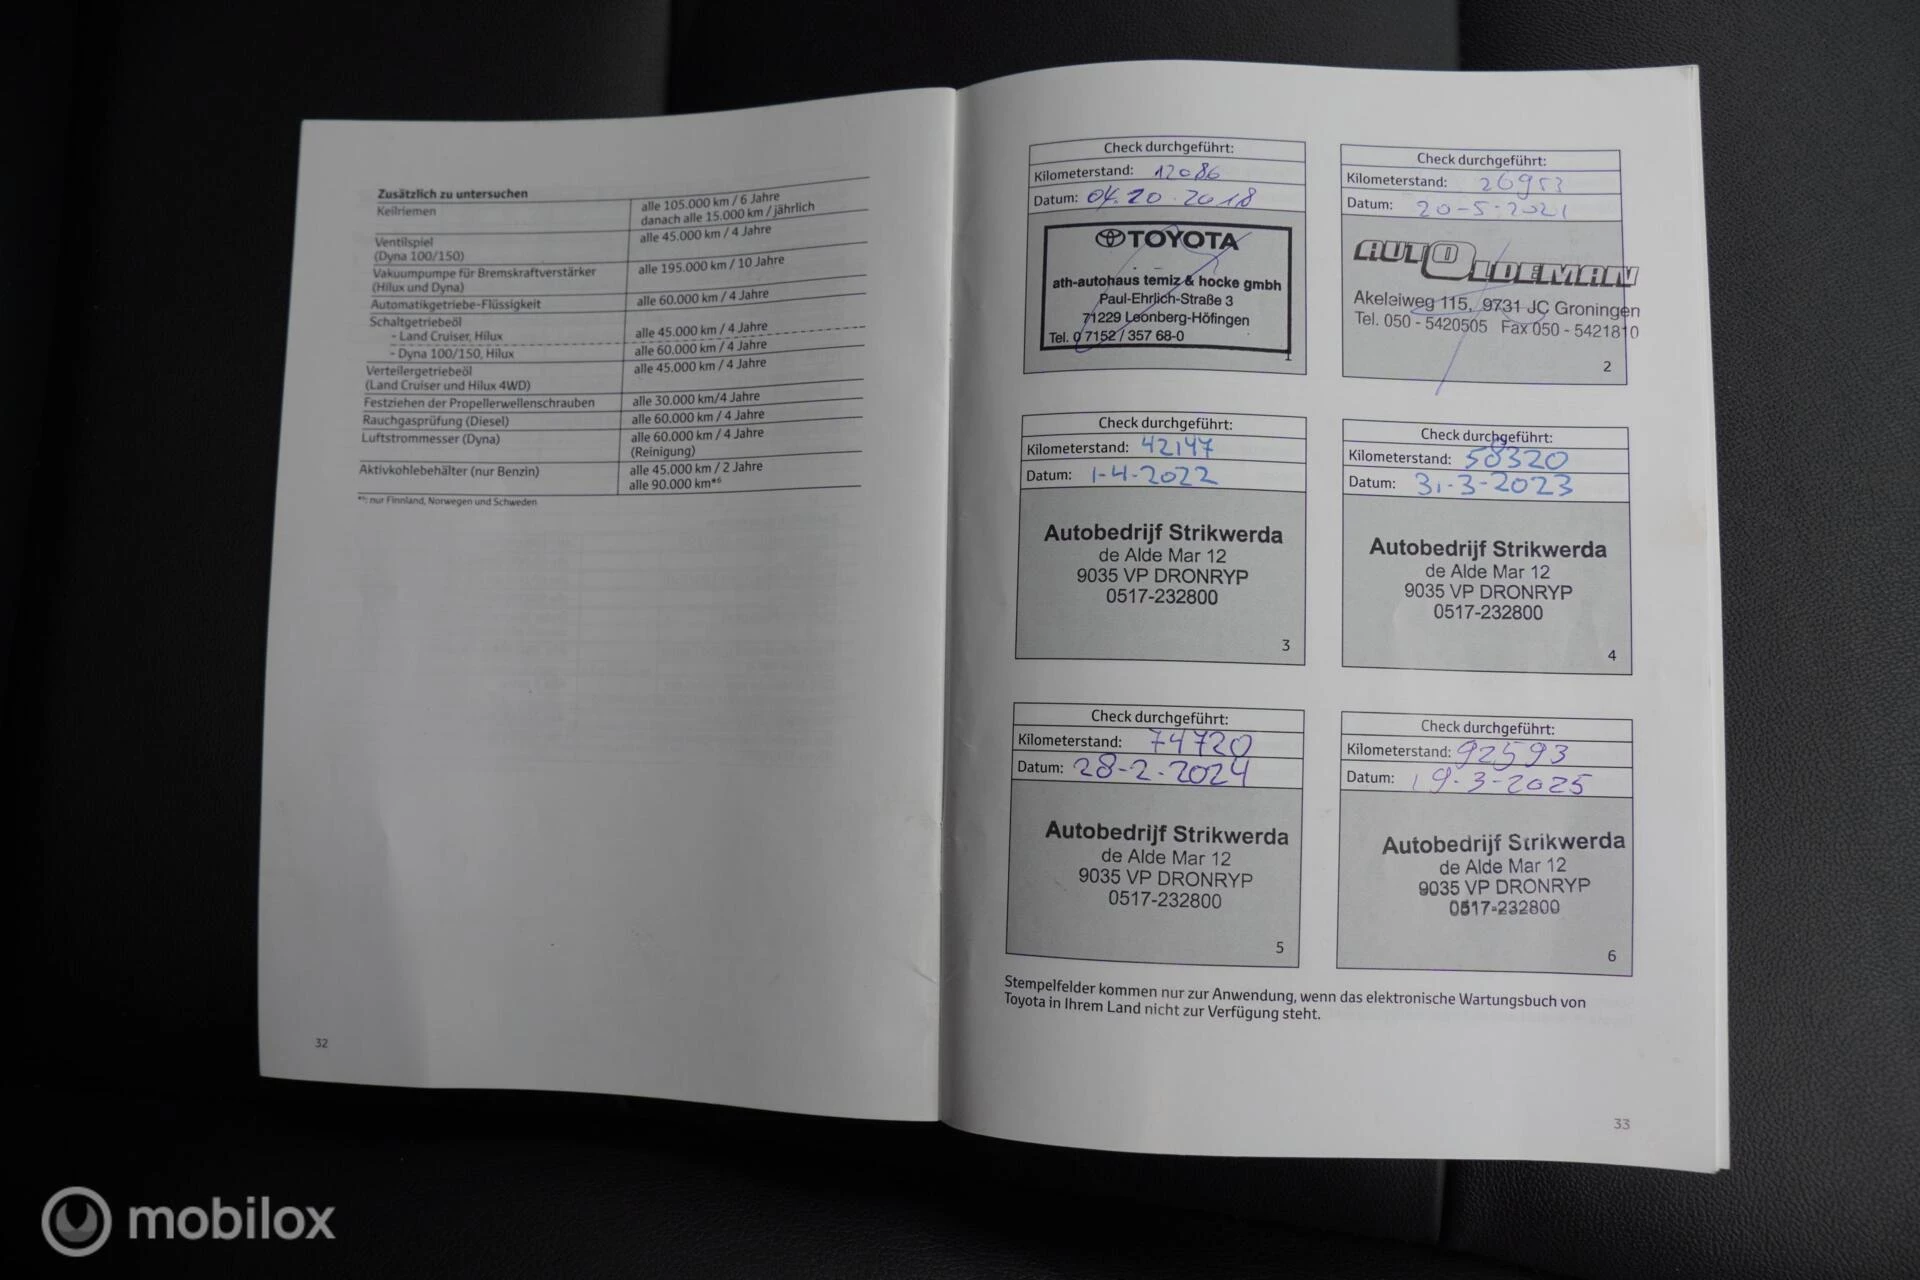 Zusätzlich zu untersuchen
Keilriemen alle 105.000 km / 6 Jahre
danach alle 15.000 km / jährlich
Ventilspiel alle 45.000 km / 4 Jahre
(Dyna 100/150)
Vakuumpumpe für Bremskraftverstärker alle 195.000 km / 10 Jahre
(Hilux und Dyna)
Automatikgetriebe-Flüssigkeit alle 60.000 km / 4 Jahre
Schaltgetriebeöl
- Land Cruiser, Hilux alle 45.000 km / 4 Jahre
- Dyna 100/150, Hilux alle 60.000 km / 4 Jahre
Verteilergetriebeöl alle 45.000 km / 4 Jahre
(Land Cruiser und Hilux 4WD)
Festziehen der Propellerwellenschrauben alle 30.000 km/4 Jahre
Rauchgasprüfung (Diesel) alle 60.000 km / 4 Jahre
Luftstrommesser (Dyna) alle 60.000 km / 4 Jahre
(Reinigung)
Aktivkohlebehälter (nur Benzin) alle 45.000 km / 2 Jahre
alle 90.000 km*⁶
*⁶: nur Finnland, Norwegen und Schweden
32
Check durchgeführt:
Kilometerstand: 12086
Datum: 04.20.2018
TOYOTA
ath-autohaus temiz & hocke gmbh
Paul-Ehrlich-Straße 3
71229 Leonberg-Höfingen
Tel. 0 7152 / 357 68-0
1
Check durchgeführt:
Kilometerstand: 26953
Datum: 20-5-2021
AUTO OLDEMAN
Akeleiweg 115, 9731 JC Groningen
Tel. 050 - 5420505 Fax 050 - 5421810
2
Check durchgeführt:
Kilometerstand: 42147
Datum: 1-4-2022
Autobedrijf Strikwerda
de Alde Mar 12
9035 VP DRONRYP
0517-232800
3
Check durchgeführt:
Kilometerstand: 58320
Datum: 31-3-2023
Autobedrijf Strikwerda
de Alde Mar 12
9035 VP DRONRYP
0517-232800
4
Check durchgeführt:
Kilometerstand: 74720
Datum: 28-2-2024
Autobedrijf Strikwerda
de Alde Mar 12
9035 VP DRONRYP
0517-232800
5
Check durchgeführt:
Kilometerstand: 92593
Datum: 19-3-2025
Autobedrijf Strikwerda
de Alde Mar 12
9035 VP DRONRYP
0517-232800
6
Stempelfelder kommen nur zur Anwendung, wenn das elektronische Wartungsbuch von
Toyota in Ihrem Land nicht zur Verfügung steht.
33
mobilox